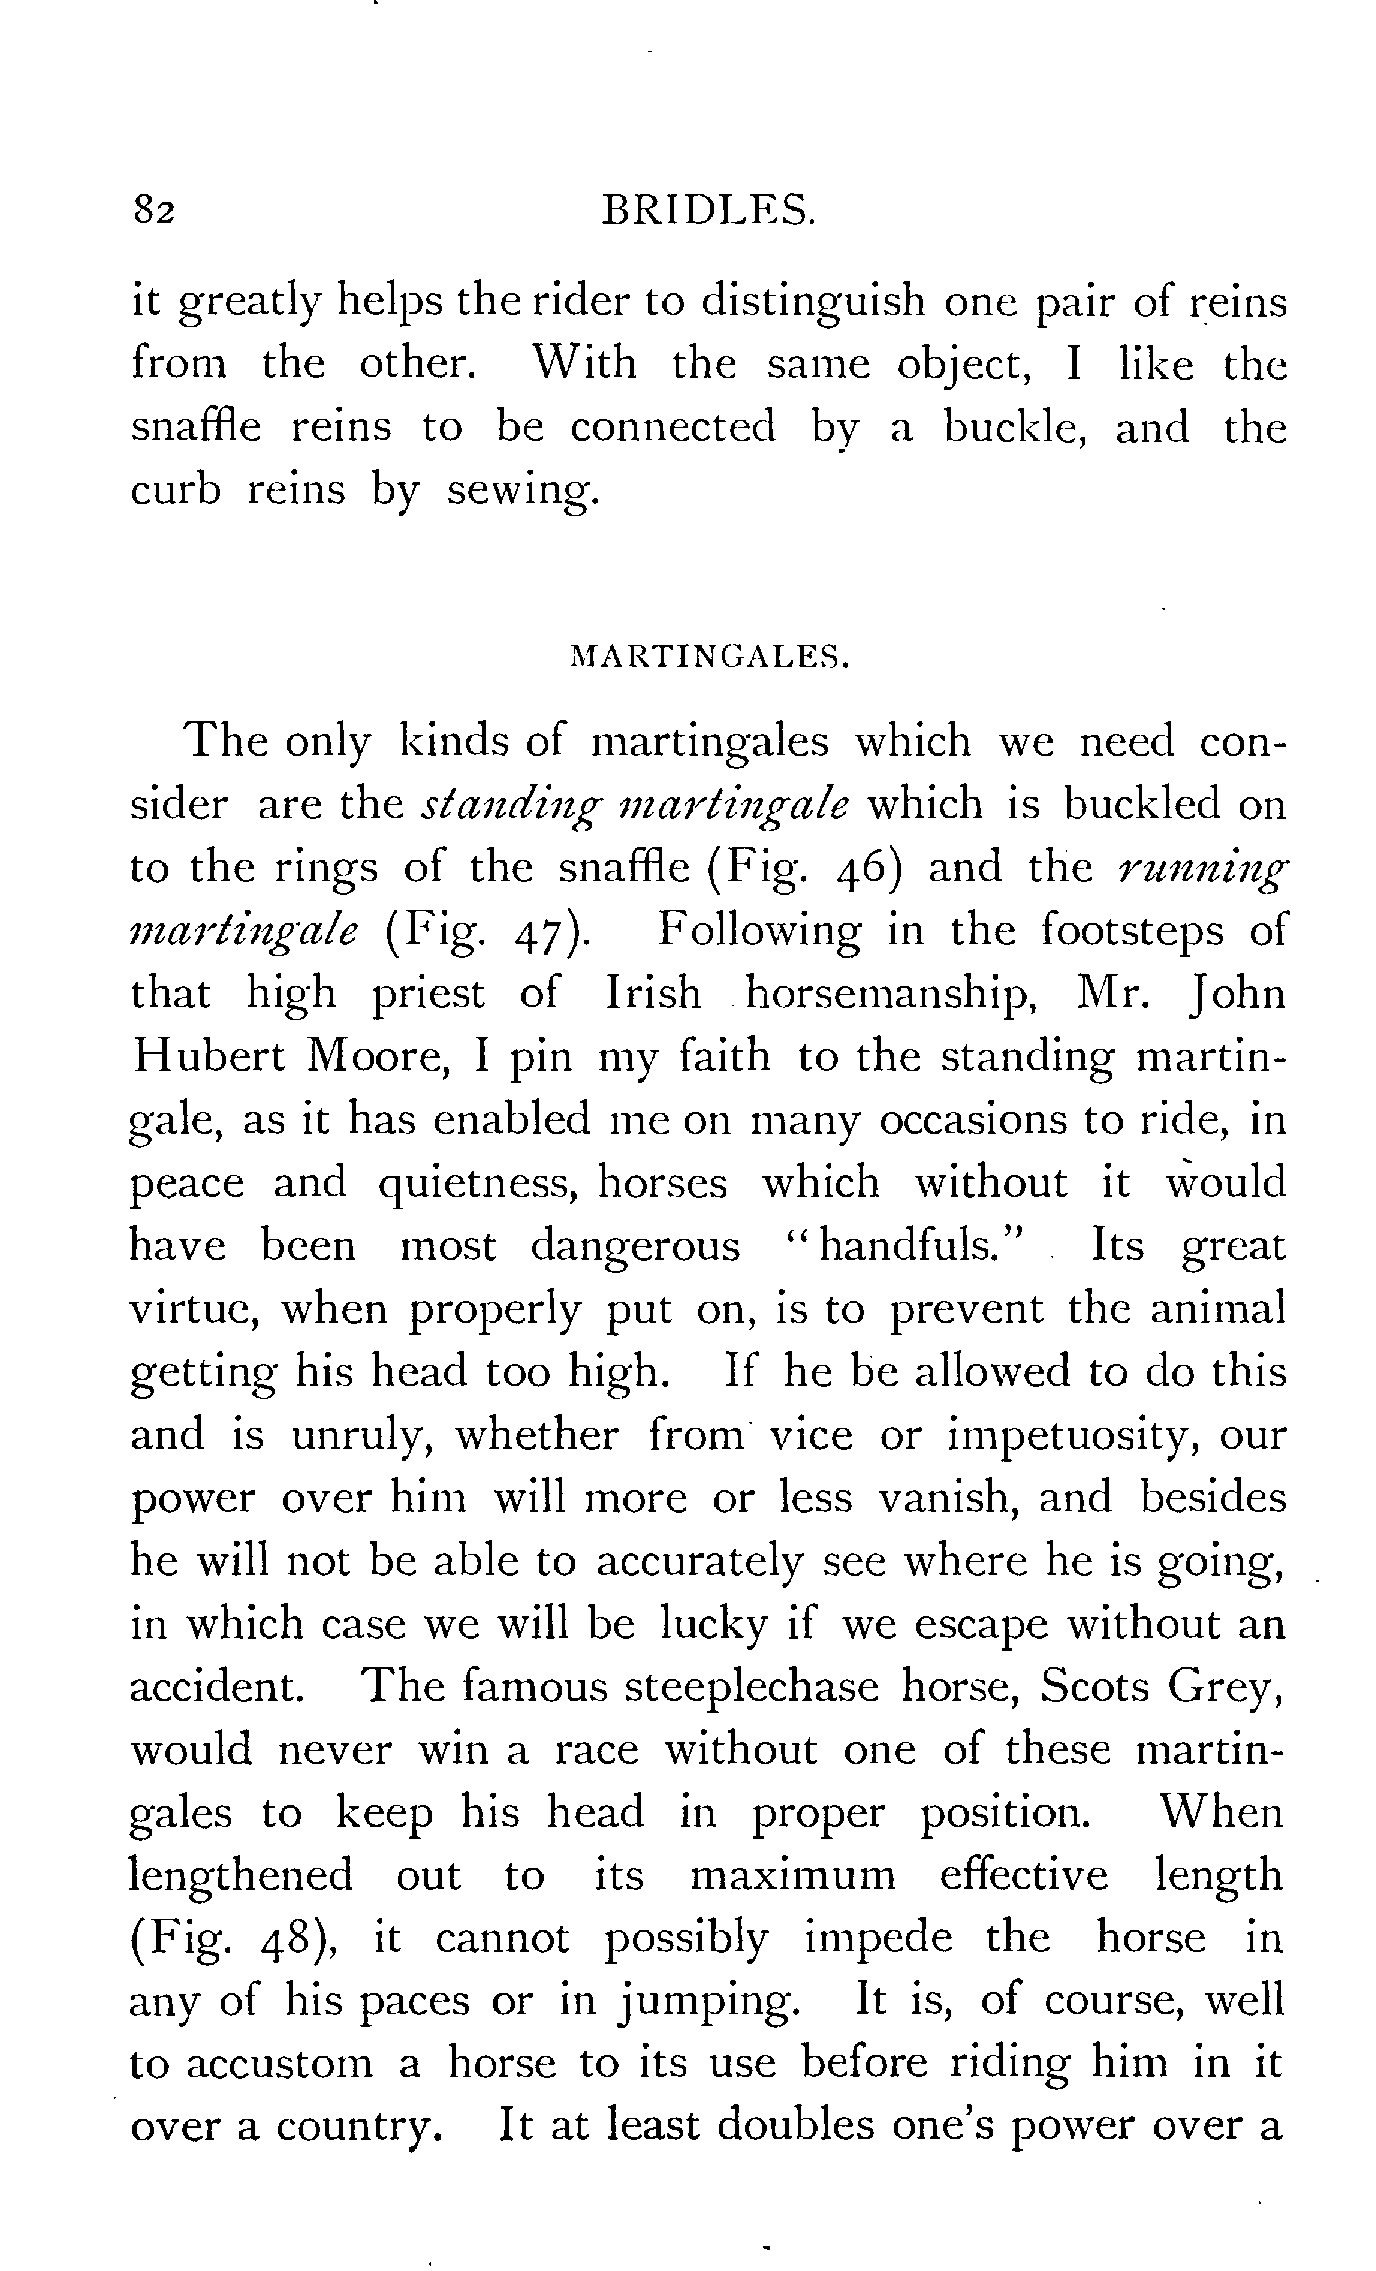 82 BRIDLES.
it greatly helps the rider to distinguish one pair of reins
from the other. With the same object, I like the
snaffle reins to be connected by a buckle, and the
curb reins by sewing.
MARTINGALES.
The only kinds of martingales which we need con-
sider are the standing martingale which is buckled on
to the rings of the snaffle (Fig. 46) and the running
martingale (Fig. 47). Following in the footsteps of
that high priest of Irish horsemanship, Mr. John
Hubert Moore, I pin my faith to the standing martin-
gale, as it has enabled me on many occasions to ride, in
peace and quietness, horses which without it would
have been most dangerous "handfuls." Its great
virtue, when properly put on, is to prevent the animal
getting his head too high. If he be allowed to do this
and is unruly, whether from vice or impetuosity, our
power over him will more or less vanish, and besides
he will not be able to accurately see where he is going,
in which case we will be lucky if we escape without an
accident. The famous steeplechase horse, Scots Grey,
would never win a race without one of these martin-
gales to keep his head in proper position. When
lengthened out to its maximum effective length
(Fig. 48), it cannot possibly impede the horse in
any of his paces or in jumping. It is, of course, well
to accustom a horse to its use before riding him in it
over a country. It at least doubles one's power over a